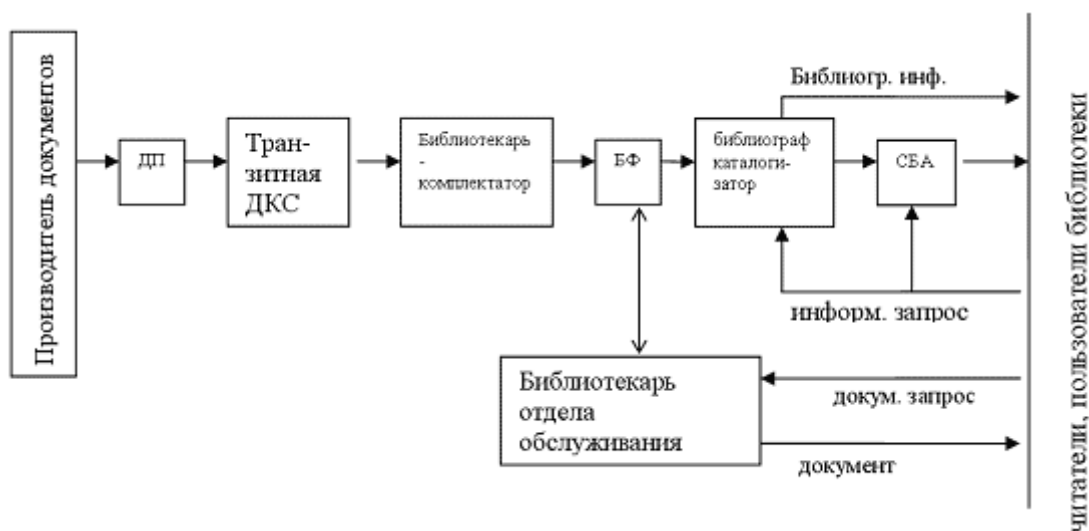 Производитель документов
ДП
Тран-
зитная
ДКС
Библиотекарь
-
комплектатор
БФ
библиограф
каталоги-
затор
СБА
Библиогр. инф.
информ. запрос
Библиотекарь
отдела
обслуживания
докум. запрос
документ
читатели, пользователи библиотеки